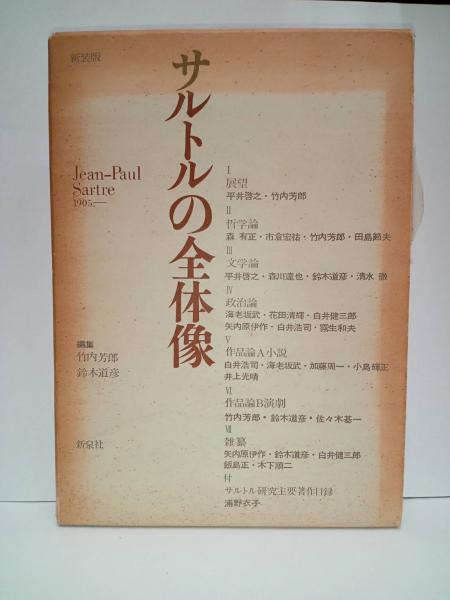 新装版
サルトルの全体像
Jean-Paul
Sartre
1905,—
編集
竹内芳郎
鈴木道彦
新泉社
I
展望
平井啓之・竹内芳郎
II
哲学論
森 有正・市倉宏祐・竹内芳郎・田島節夫
III
文学論
平井啓之・森川達也・鈴木道彦・清水 徹
IV
政治論
海老坂武・花田清輝・白井健三郎
矢内原伊作・白井浩司・霧生和夫
V
作品論A小説
白井浩司・海老坂武・加藤周一・小島輝正
井上光晴
VI
作品論B演劇
竹内芳郎・鈴木道彦・佐々木基一
VII
雑纂
矢内原伊作・鈴木道彦・白井健三郎
飯島正・木下順二
付
サルトル研究主要著作目録
浦野衣子